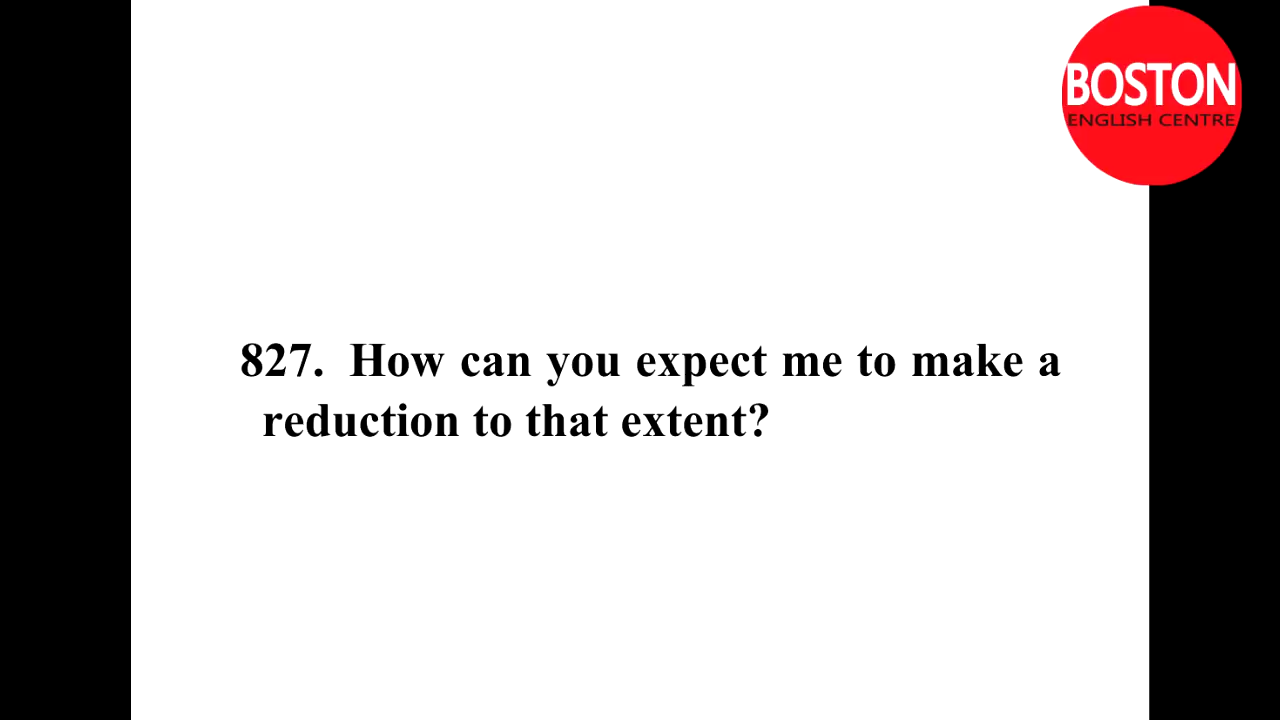 BOSTON
ENGLISH CENTRE
827. How can you expect me to make a
reduction to that extent?